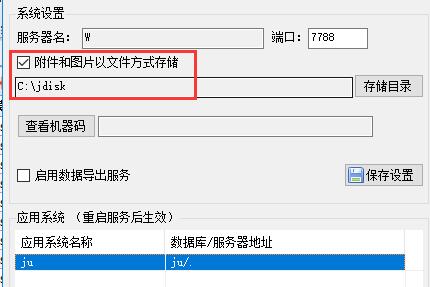 系统设置
服务器名: W 端口: 7788
附件和图片以文件方式存储
C:\jdisk 存储目录
查看机器码
启用数据导出服务 保存设置
应用系统 (重启服务后生效)
应用系统名称 数据库/服务器地址
ju ju/.